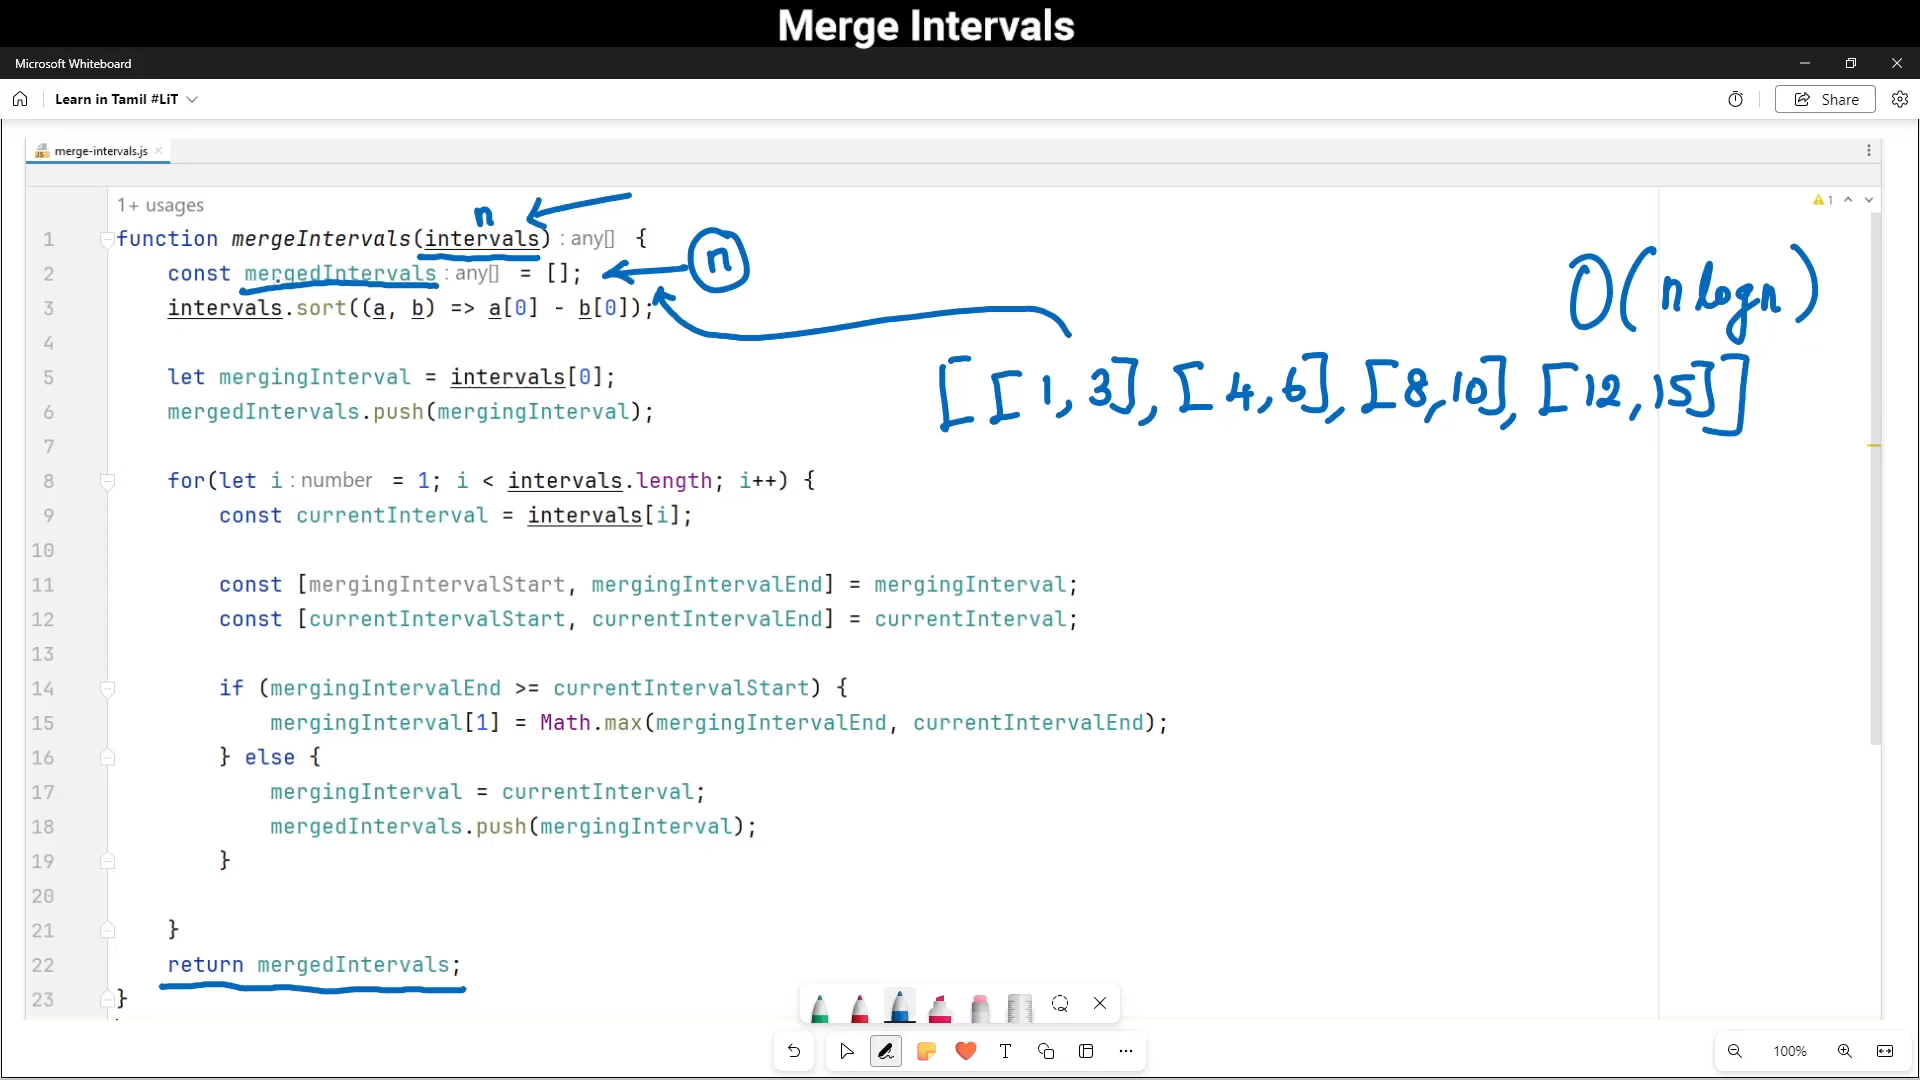 Merge Intervals
Microsoft Whiteboard
Learn in Tamil #LiT
Share
merge-intervals.js
1+ usages
n
1 function mergeIntervals(intervals) : any[] {
2 const mergedIntervals : any[] = [];
n
3 intervals.sort((a, b) => a[0] - b[0]);
O(n log n)
4
5 let mergingInterval = intervals[0];
[[1, 3], [4, 6], [8, 10], [12, 15]]
6 mergedIntervals.push(mergingInterval);
7
8 for(let i : number = 1; i < intervals.length; i++) {
9 const currentInterval = intervals[i];
10
11 const [mergingIntervalStart, mergingIntervalEnd] = mergingInterval;
12 const [currentIntervalStart, currentIntervalEnd] = currentInterval;
13
14 if (mergingIntervalEnd >= currentIntervalStart) {
15 mergingInterval[1] = Math.max(mergingIntervalEnd, currentIntervalEnd);
16 } else {
17 mergingInterval = currentInterval;
18 mergedIntervals.push(mergingInterval);
19 }
20
21 }
22 return mergedIntervals;
23 }
1
100%